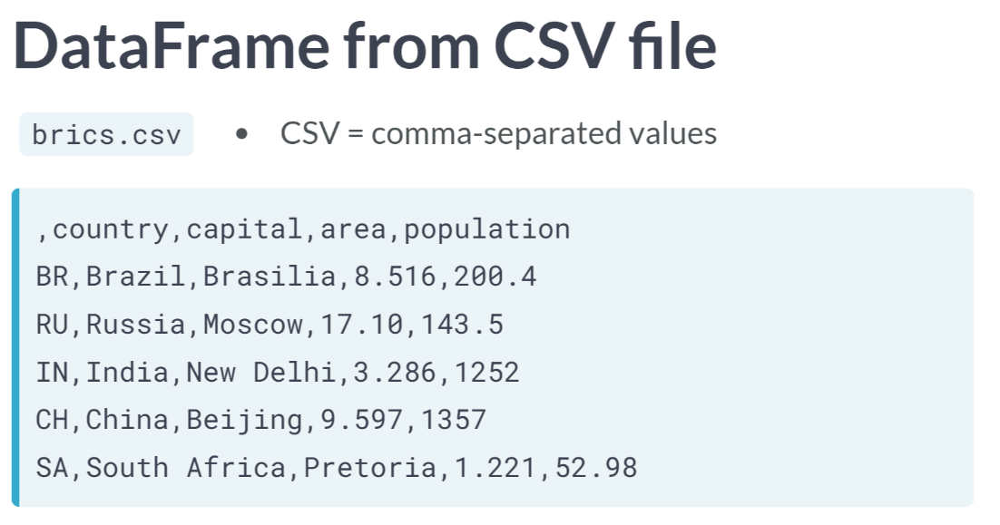 DataFrame from CSV file
brics.csv • CSV = comma-separated values
,country,capital,area,population
BR,Brazil,Brasilia,8.516,200.4
RU,Russia,Moscow,17.10,143.5
IN,India,New Delhi,3.286,1252
CH,China,Beijing,9.597,1357
SA,South Africa,Pretoria,1.221,52.98